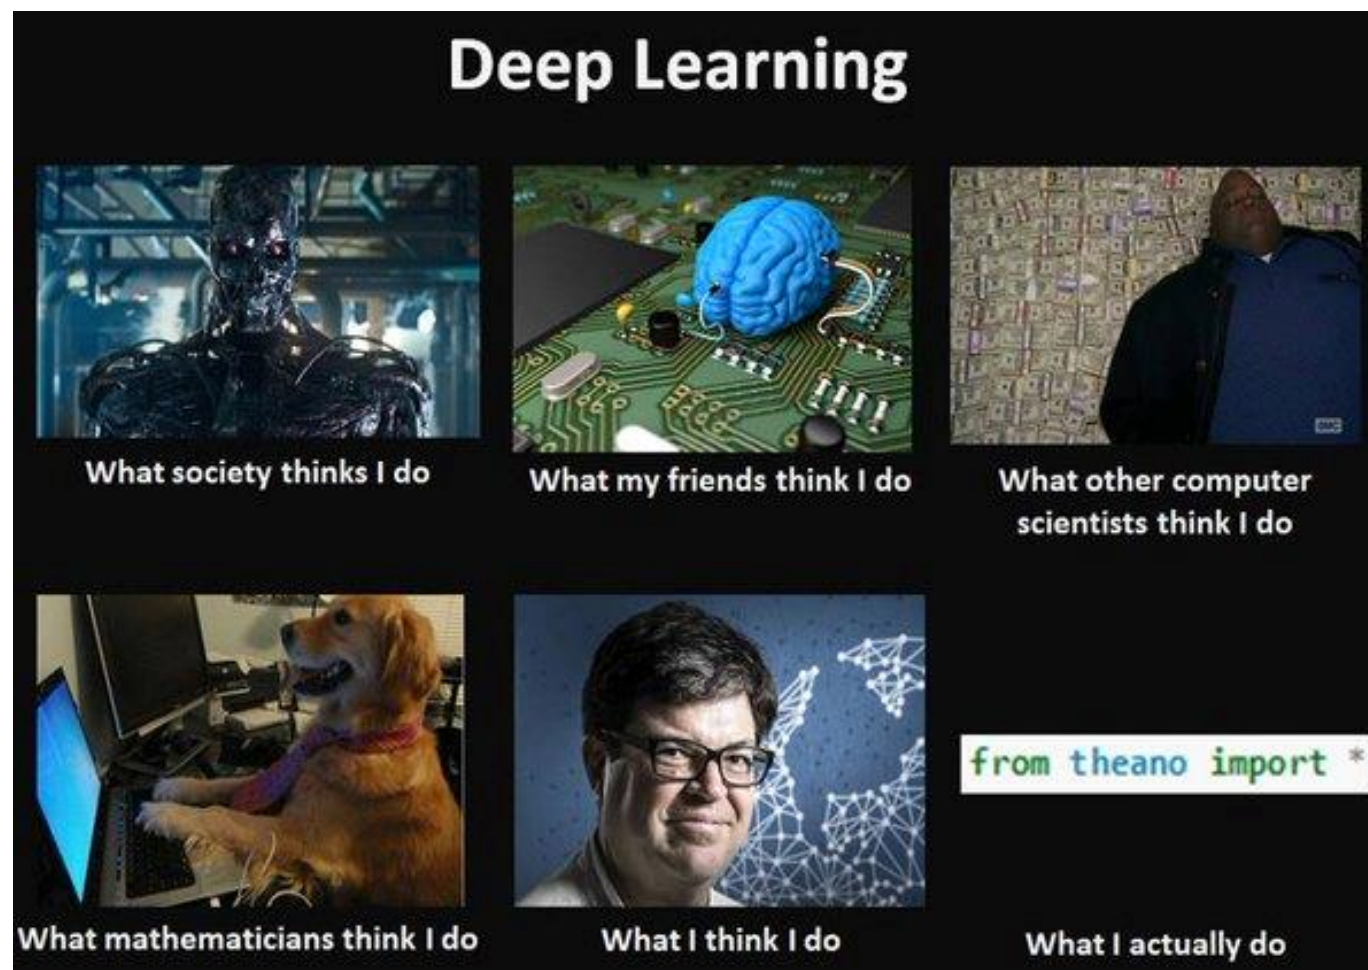 Deep Learning
What society thinks I do
What my friends think I do
What other computer
scientists think I do
AMC
from theano import *
What mathematicians think I do
What I think I do
What I actually do